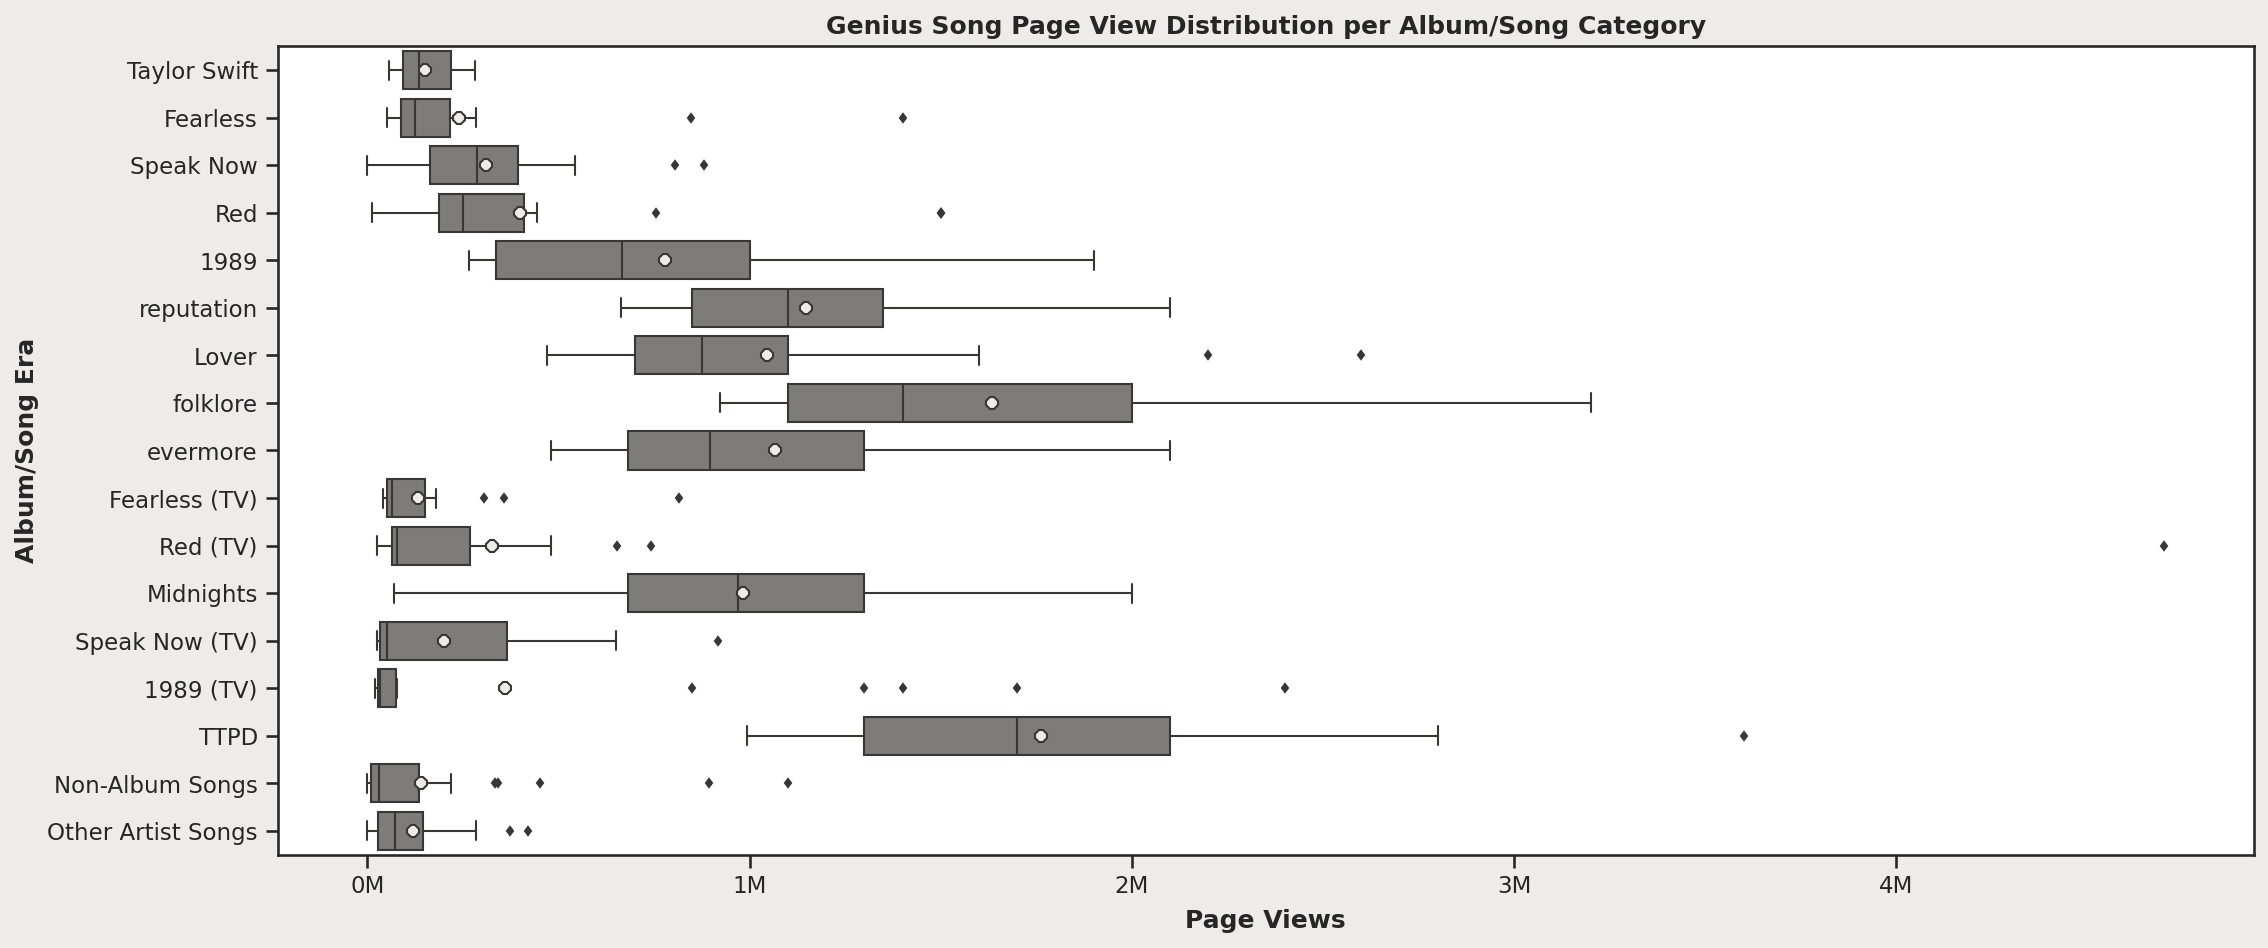 Genius Song Page View Distribution per Album/Song Category
Album/Song Era
Taylor Swift
Fearless
Speak Now
Red
1989
reputation
Lover
folklore
evermore
Fearless (TV)
Red (TV)
Midnights
Speak Now (TV)
1989 (TV)
TTPD
Non-Album Songs
Other Artist Songs
0M 1M 2M 3M 4M
Page Views